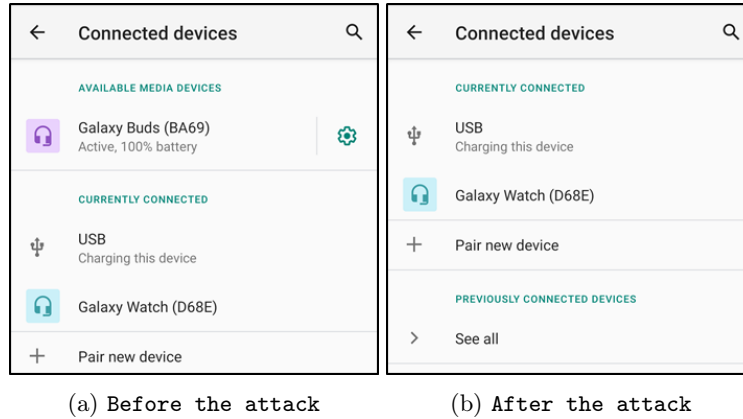 Connected devices
AVAILABLE MEDIA DEVICES
Galaxy Buds (BA69)
Active, 100% battery
CURRENTLY CONNECTED
USB
Charging this device
Galaxy Watch (D68E)
Pair new device
(a) Before the attack
Connected devices
CURRENTLY CONNECTED
USB
Charging this device
Galaxy Watch (D68E)
Pair new device
PREVIOUSLY CONNECTED DEVICES
See all
(b) After the attack